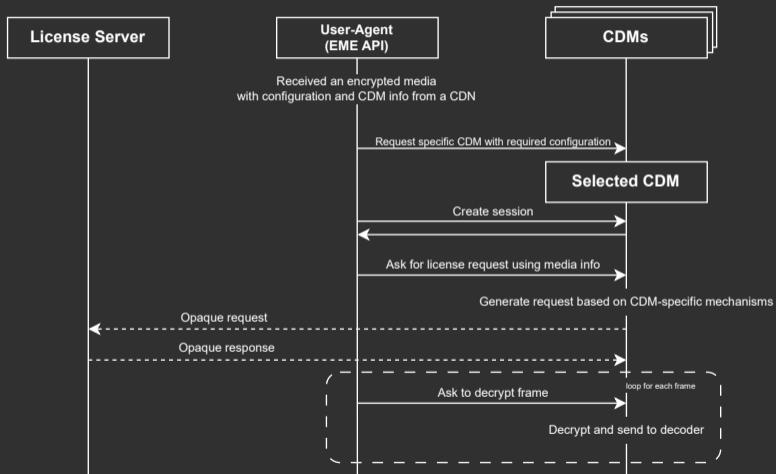 License Server
User-Agent
(EME API)
CDMs
Received an encrypted media
with configuration and CDM info from a CDN
Request specific CDM with required configuration
Selected CDM
Create session
Ask for license request using media info
Generate request based on CDM-specific mechanisms
Opaque request
Opaque response
loop for each frame
Ask to decrypt frame
Decrypt and send to decoder